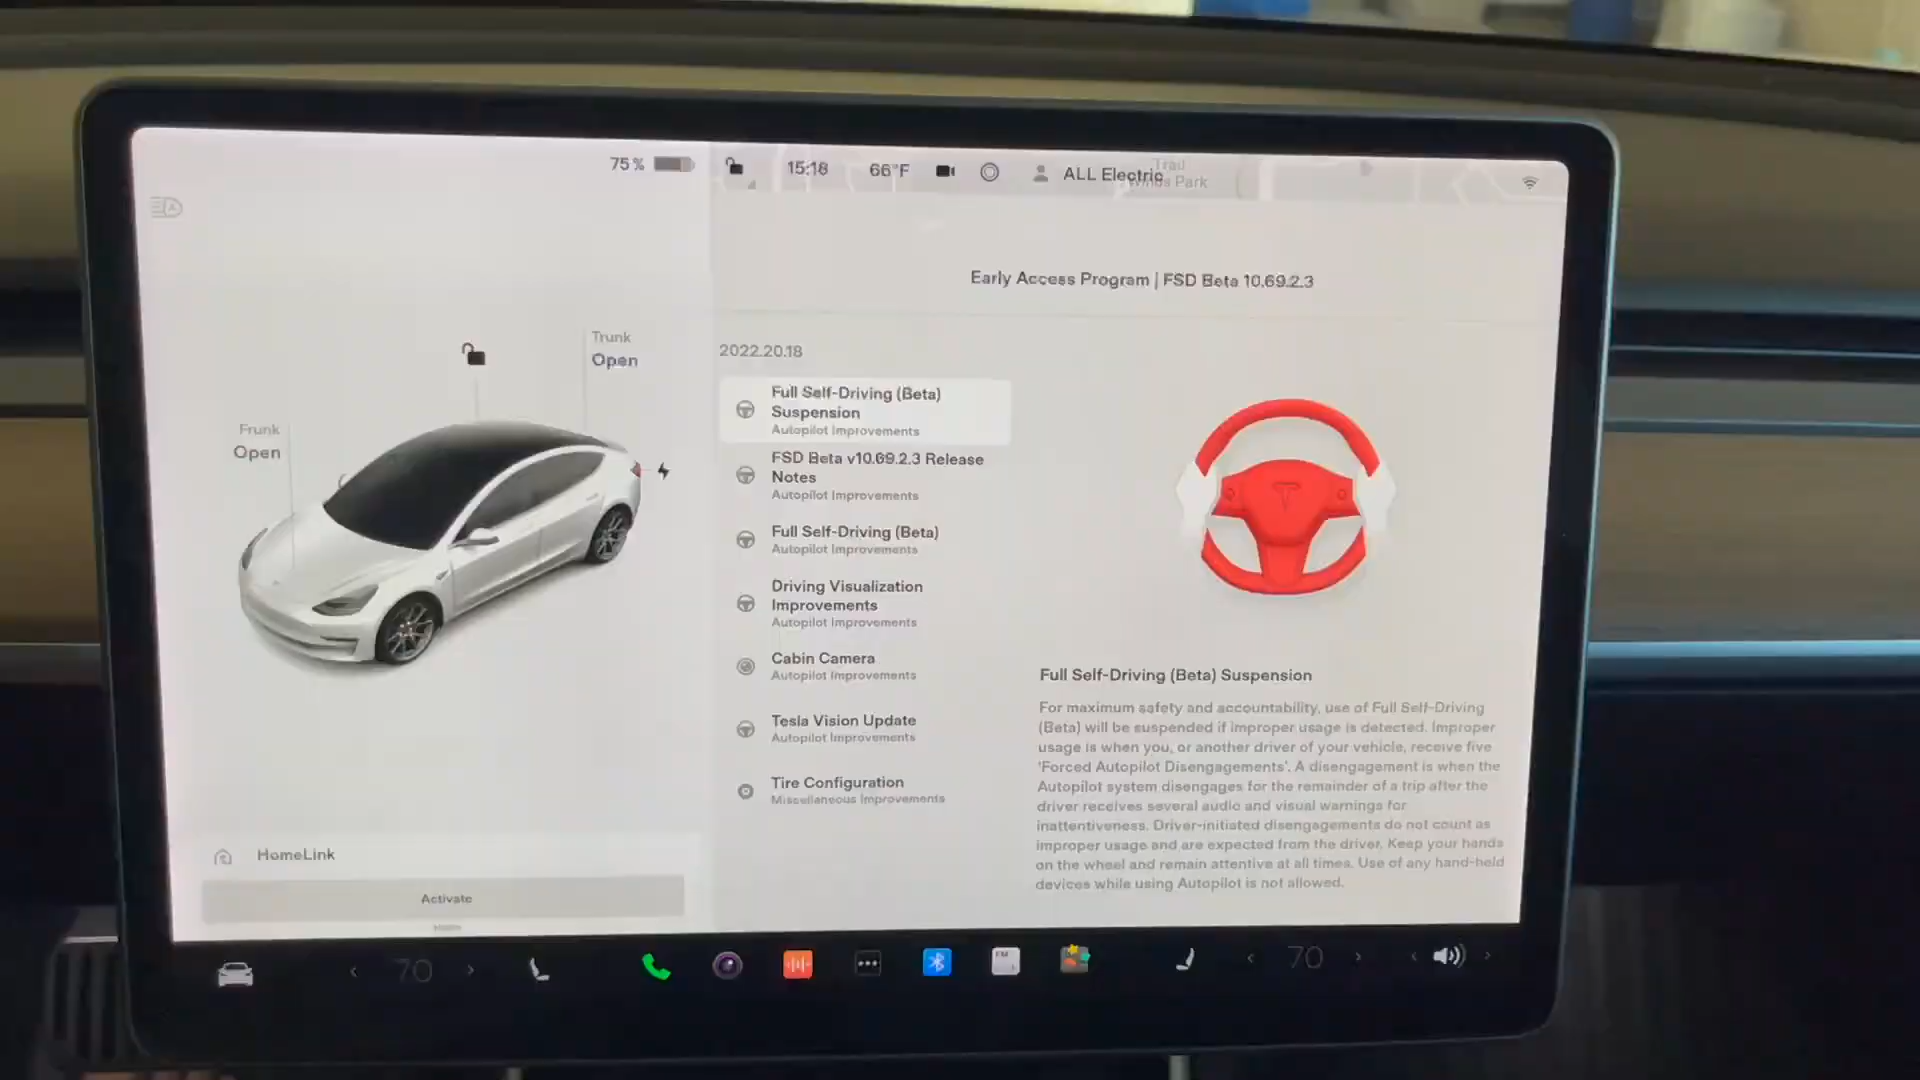 75%
15:18
66°F
ALL Electric
Trad
Winds Park
Early Access Program | FSD Beta 10.69.2.3
Trunk
Open
Frunk
Open
2022.20.18
Full Self-Driving (Beta)
Suspension
Autopilot Improvements
FSD Beta v10.69.2.3 Release
Notes
Autopilot Improvements
Full Self-Driving (Beta)
Autopilot Improvements
Driving Visualization
Improvements
Autopilot Improvements
Cabin Camera
Autopilot Improvements
Tesla Vision Update
Autopilot Improvements
Tire Configuration
Miscellaneous Improvements
Full Self-Driving (Beta) Suspension
For maximum safety and accountability, use of Full Self-Driving
(Beta) will be suspended if improper usage is detected. Improper
usage is when you, or another driver of your vehicle, receive five
'Forced Autopilot Disengagements'. A disengagement is when the
Autopilot system disengages for the remainder of a trip after the
driver receives several audio and visual warnings for
inattentiveness. Driver-initiated disengagements do not count as
improper usage and are expected from the driver. Keep your hands
on the wheel and remain attentive at all times. Use of any hand-held
devices while using Autopilot is not allowed.
HomeLink
Activate
70
FM
70